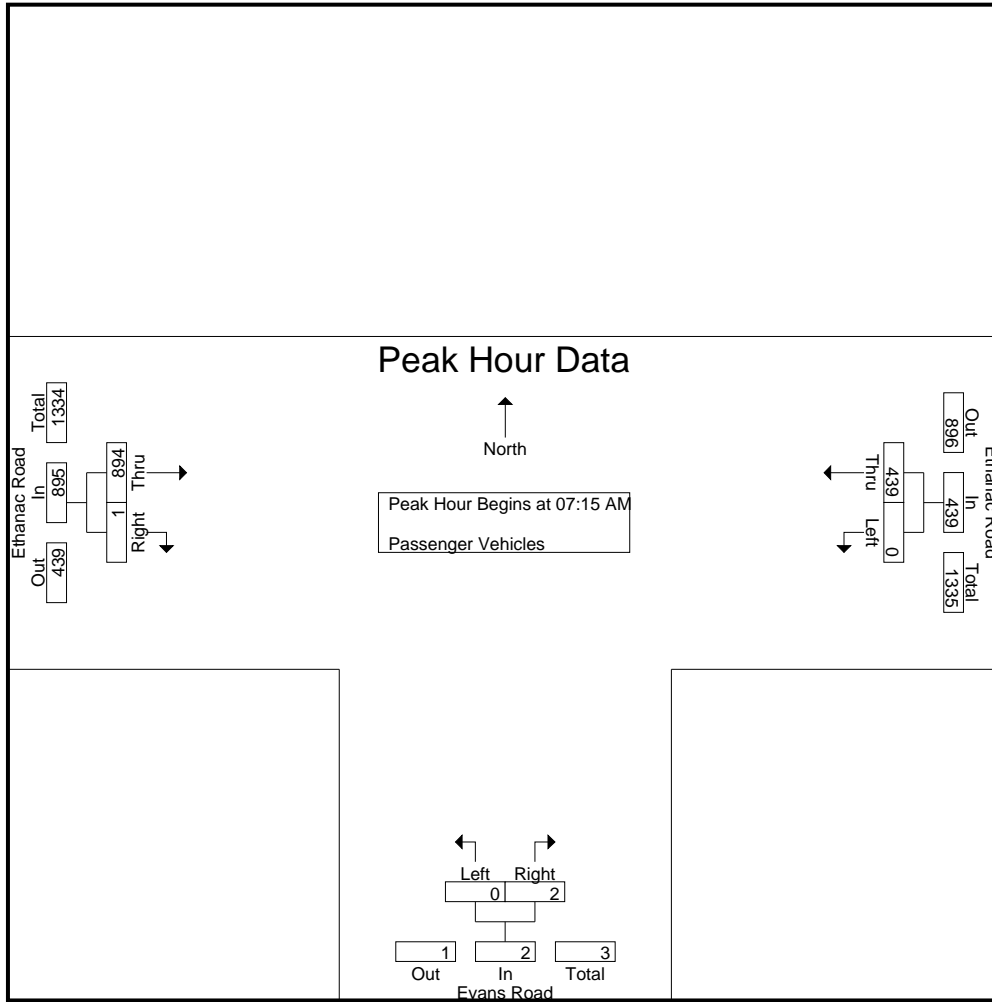 Peak Hour Data
North
Peak Hour Begins at 07:15 AM
Passenger Vehicles
Ethanac Road
Out In Total
439 895 1334
Right Thru
1 894
Ethanac Road
Out In Total
896 439 1335
Thru Left
439 0
Left Right
0 2
1 2 3
Out In Total
Evans Road